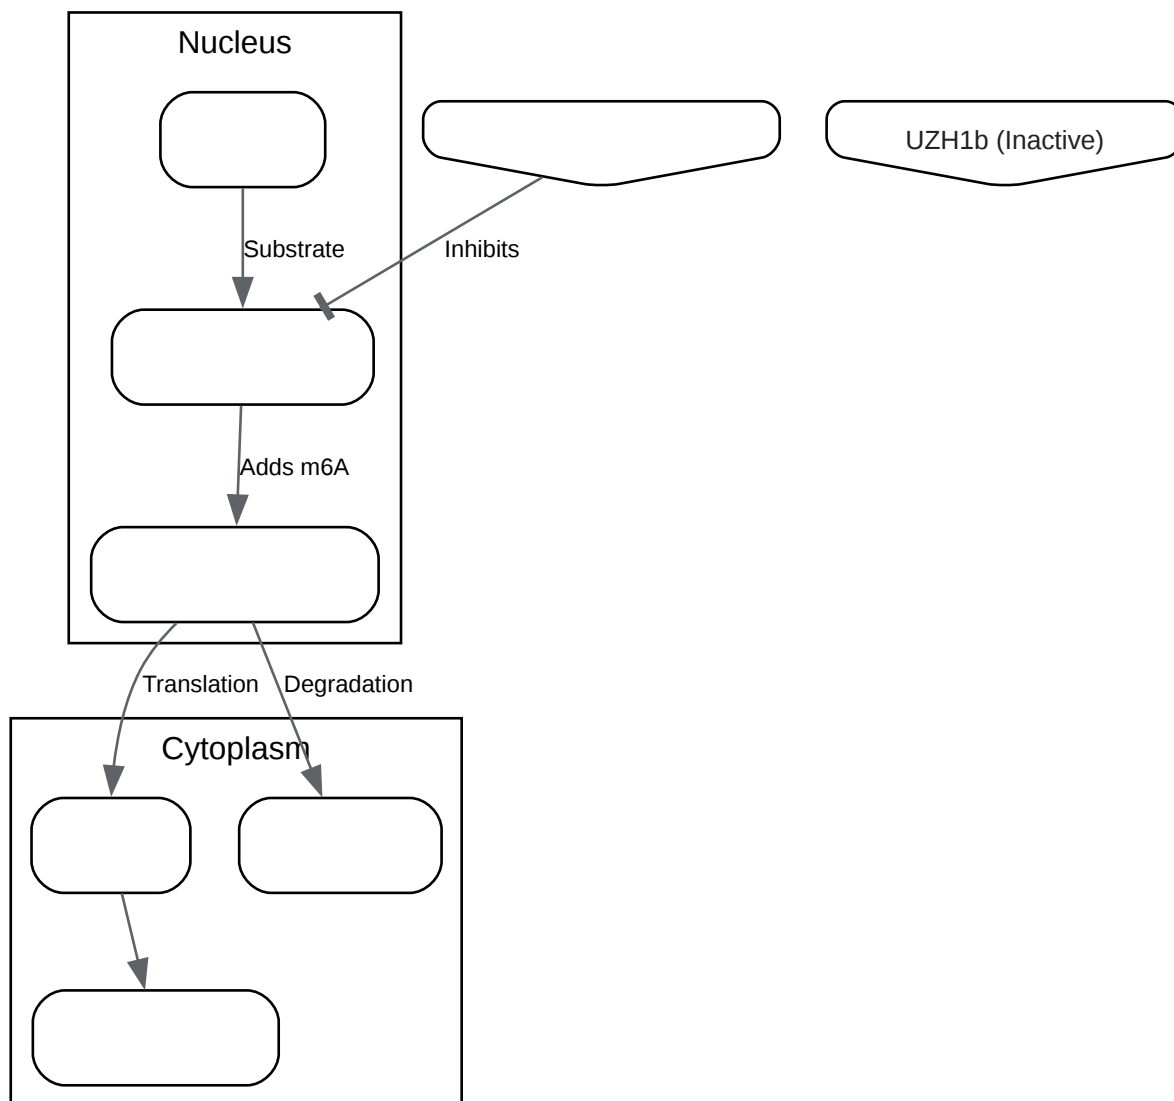 Nucleus
UZH1b (Inactive)
Substrate
Inhibits
Adds m6A
Translation
Degradation
Cytoplasm